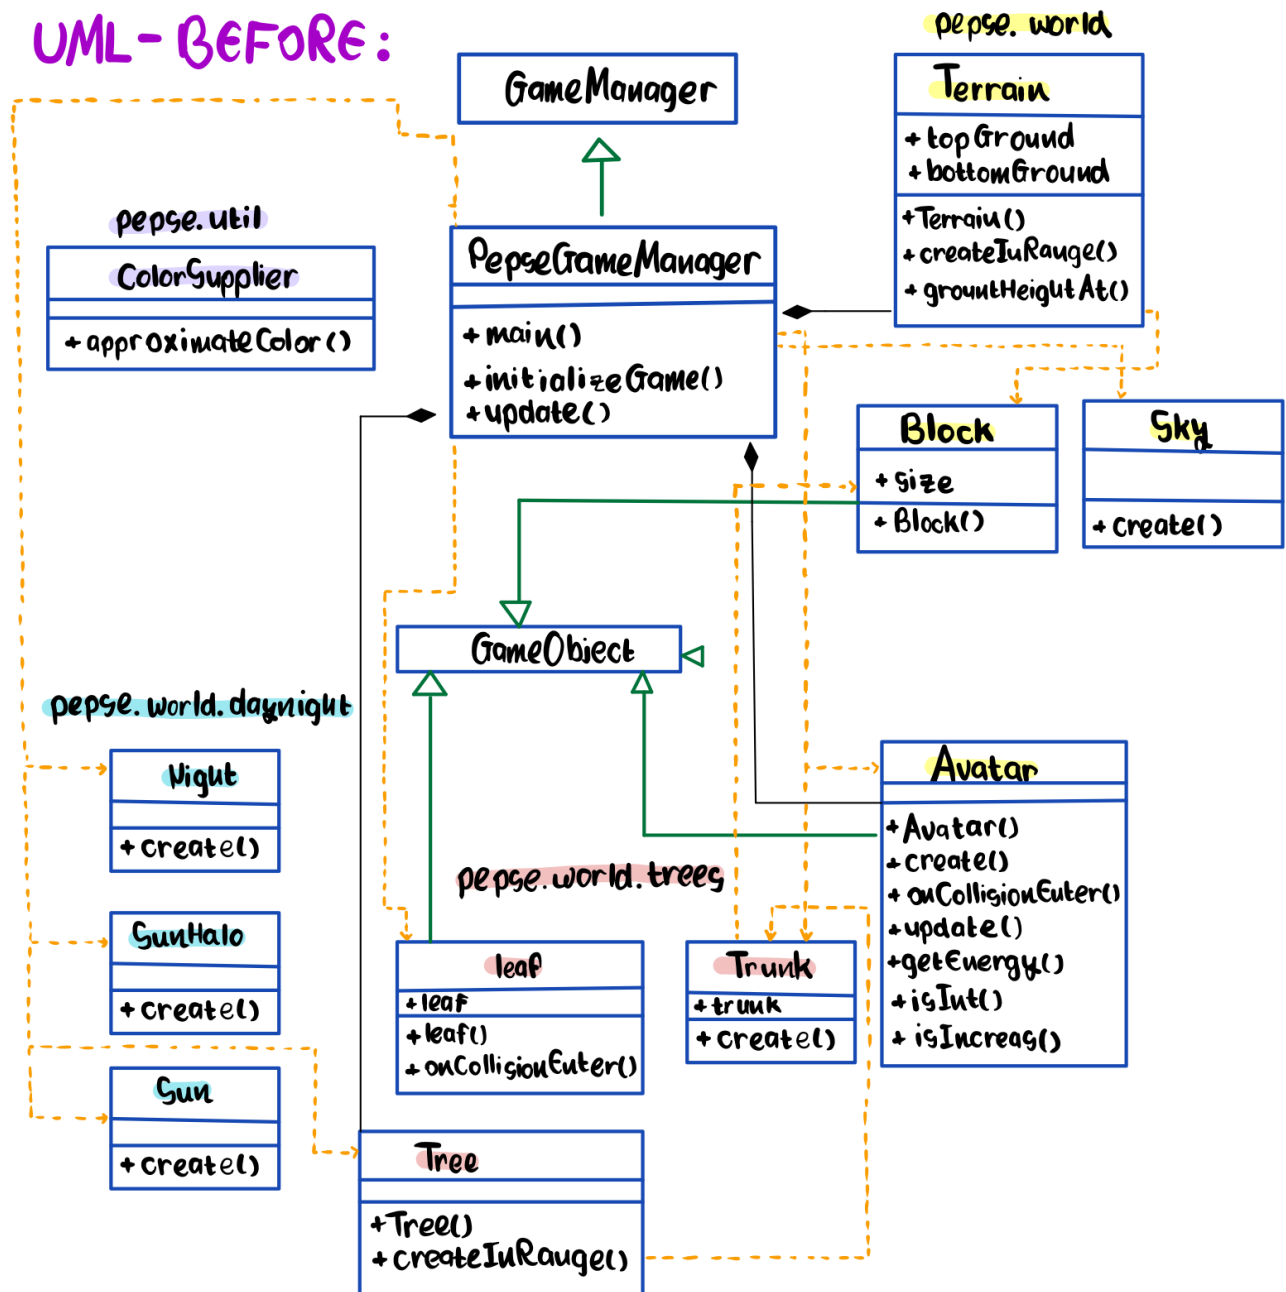 UML-BEFORE:
GameManager
pepse.world
Terrain
+ topGround
+ bottomGround
+Terrain()
+ createInRange()
+ grountHeightAt()
pepse.util
ColorSupplier
+ approximateColor()
PepseGameManager
+ main()
+ initializeGame()
+ update()
Block
+ size
+ Block()
Sky
+ create()
GameObject
pepse.world.daynight
Night
+ create()
SunHalo
+ create()
Sun
+ create()
Avatar
+Avatar()
+ create()
+ onCollisionEnter()
+ update()
+getEnergy()
+ isInt()
+ isIncreas()
pepse.world.trees
leaf
+leaf
+leaf()
+ onCollisionEnter()
Trunk
+ trunk
+ create()
Tree
+Tree()
+ createInRange()